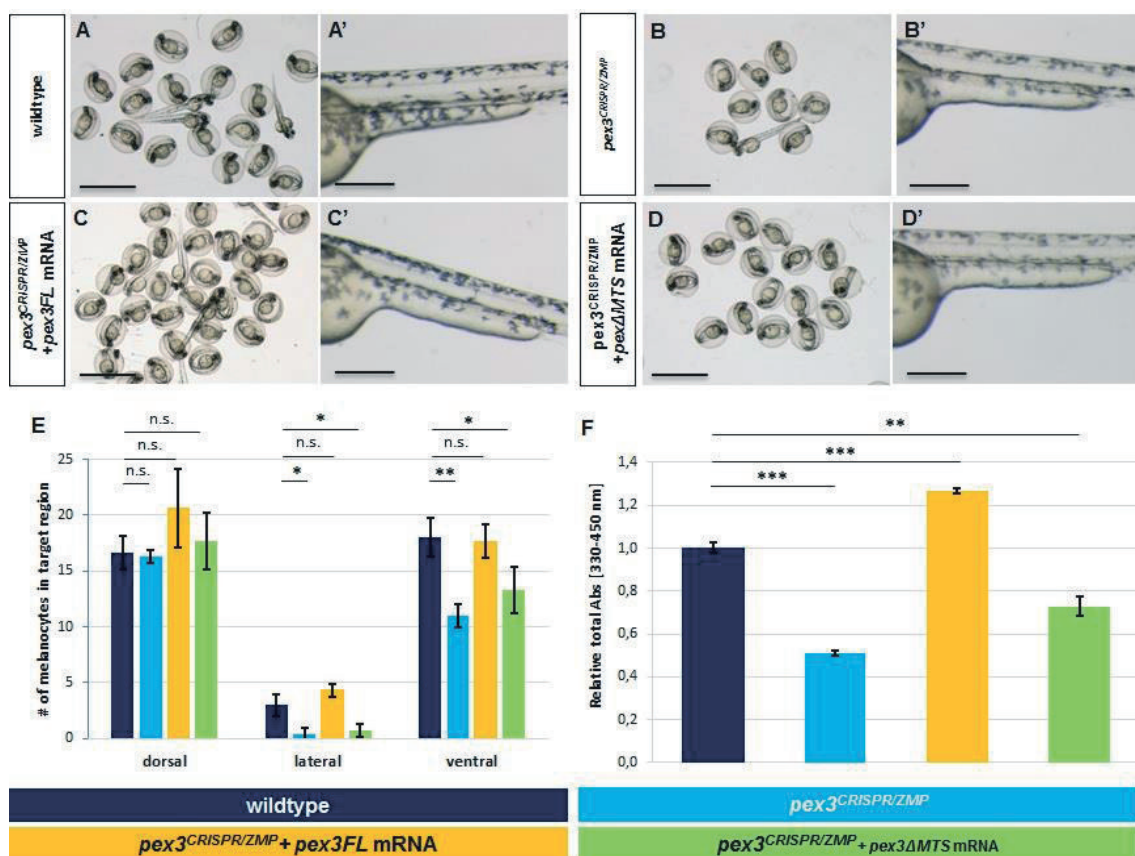 wildtype
A
A'
pex3CRISPR/ZMP
B
B'
pex3CRISPR/ZMP
+pex3FL mRNA
C
C'
pex3CRISPR/ZMP
+pexΔMTS mRNA
D
D'
E
n.s.
n.s.
n.s.
*
n.s.
*
*
n.s.
**
# of melanocytes in target region
25
20
15
10
5
0
dorsal
lateral
ventral
F
**
***
***
Relative total Abs [330-450 nm]
1,4
1,2
1,0
0,8
0,6
0,4
0,2
0,0
wildtype
pex3CRISPR/ZMP
pex3CRISPR/ZMP + pex3FL mRNA
pex3CRISPR/ZMP + pex3ΔMTS mRNA